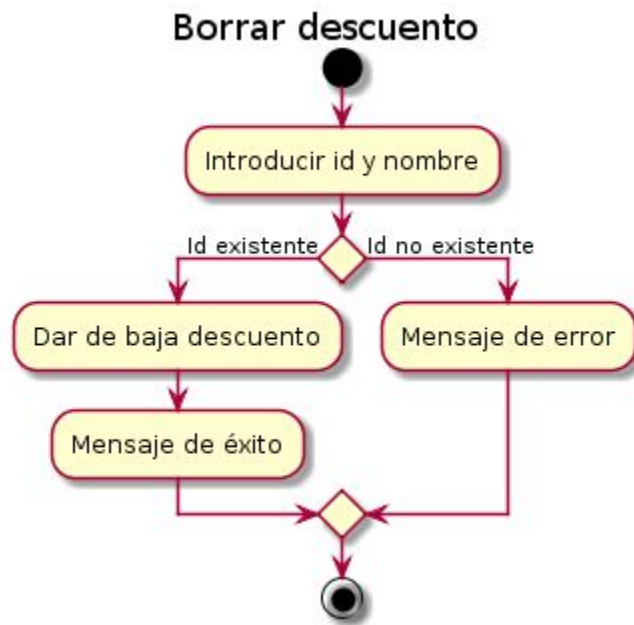 Borrar descuento
Introducir id y nombre
Id existente
Id no existente
Dar de baja descuento
Mensaje de error
Mensaje de éxito